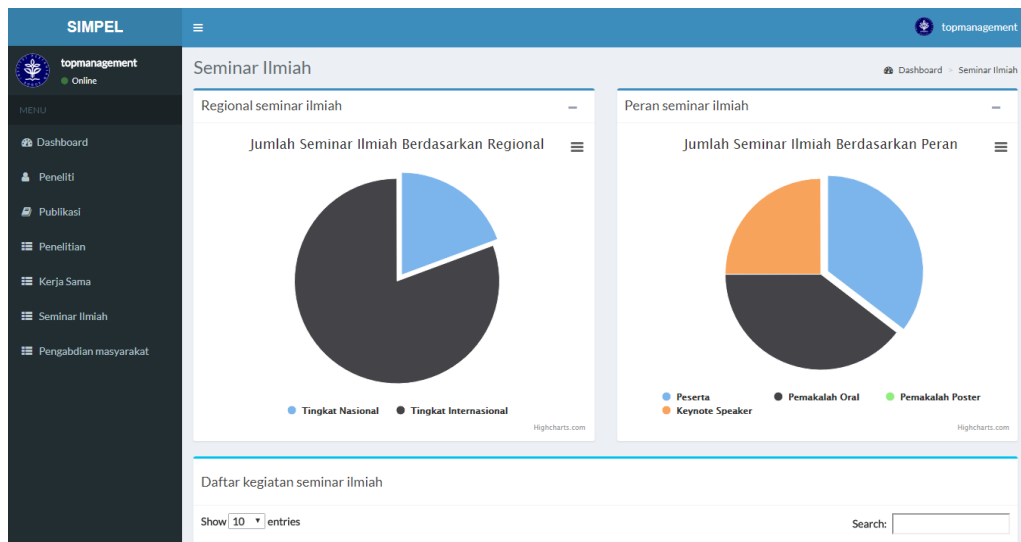 SIMPEL
topmanagement
topmanagement
Online
MENU
Dashboard
Peneliti
Publikasi
Penelitian
Kerja Sama
Seminar Ilmiah
Pengabdian masyarakat
Seminar Ilmiah
Dashboard > Seminar Ilmiah
Regional seminar ilmiah
Jumlah Seminar Ilmiah Berdasarkan Regional
Tingkat Nasional Tingkat Internasional
Highcharts.com
Peran seminar ilmiah
Jumlah Seminar Ilmiah Berdasarkan Peran
Peserta Pemakalah Oral Pemakalah Poster
Keynote Speaker
Highcharts.com
Daftar kegiatan seminar ilmiah
Show 10 entries
Search: